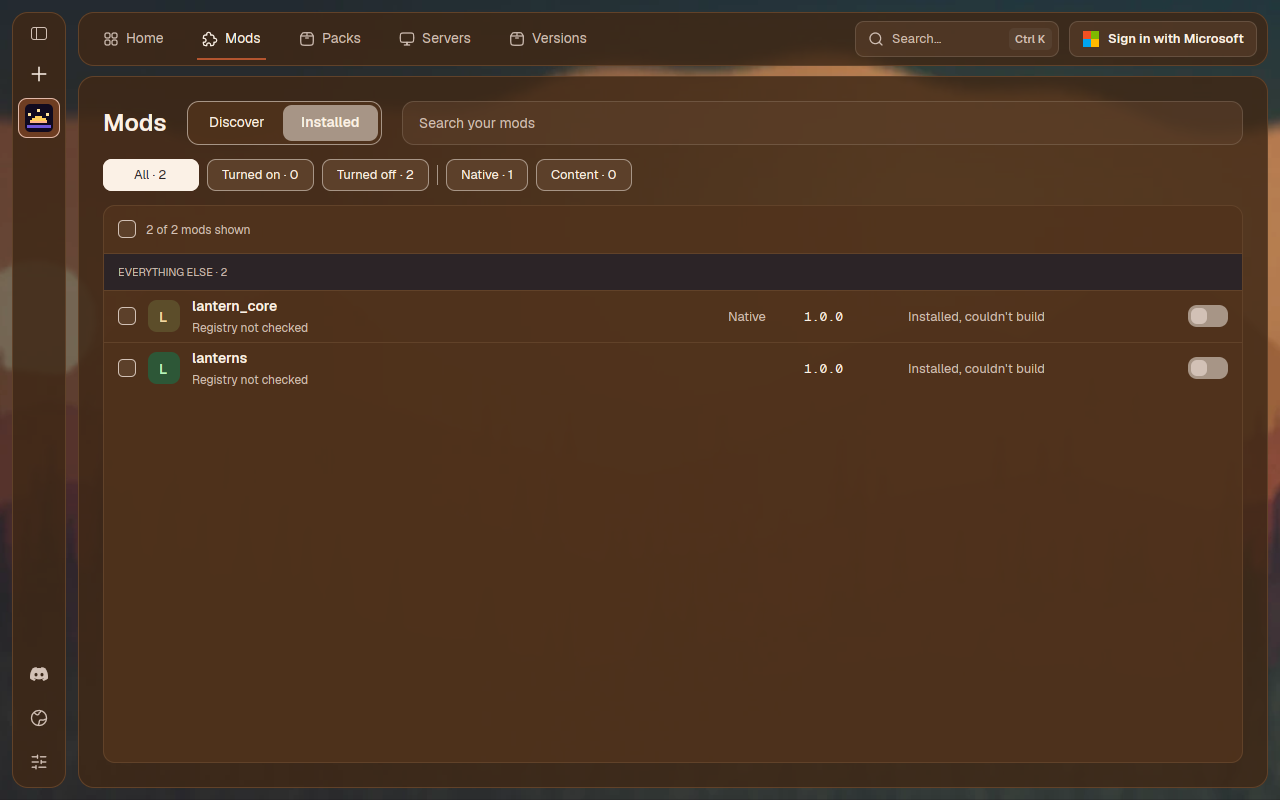 Home
Mods
Packs
Servers
Versions
Search...
Ctrl K
Sign in with Microsoft
Mods
Discover
Installed
Search your mods
All · 2
Turned on · 0
Turned off · 2
Native · 1
Content · 0
2 of 2 mods shown
EVERYTHING ELSE · 2
L
lantern_core
Registry not checked
Native
1.0.0
Installed, couldn't build
L
lanterns
Registry not checked
1.0.0
Installed, couldn't build